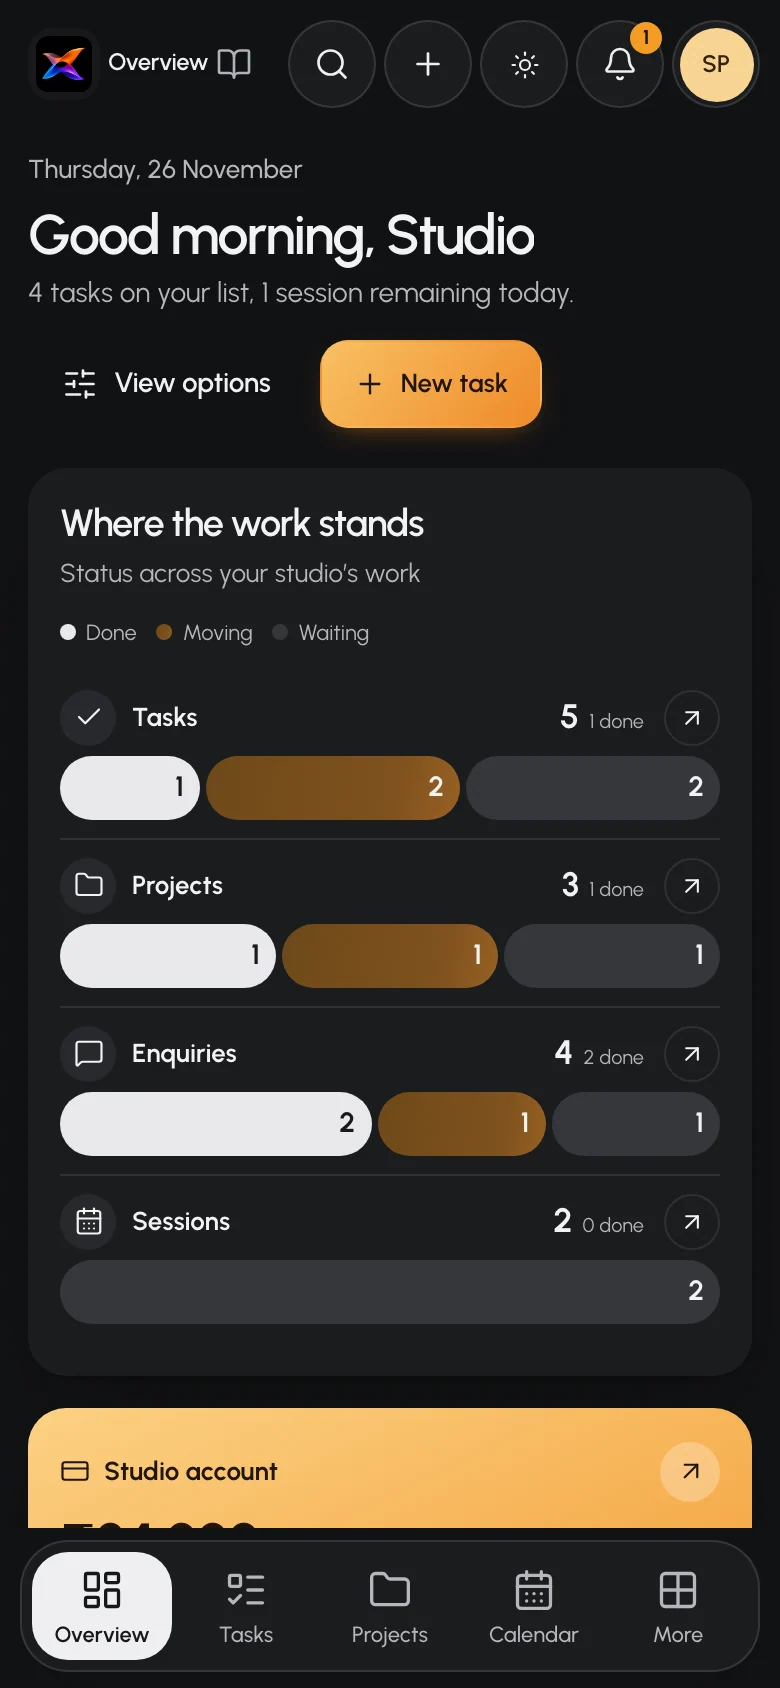 Overview
1
SP
Thursday, 26 November
Good morning, Studio
4 tasks on your list, 1 session remaining today.
View options
New task
Where the work stands
Status across your studio's work
Done Moving Waiting
Tasks 5 1 done
1 2 2
Projects 3 1 done
1 1 1
Enquiries 4 2 done
2 1 1
Sessions 2 0 done
2
Studio account
Overview Tasks Projects Calendar More